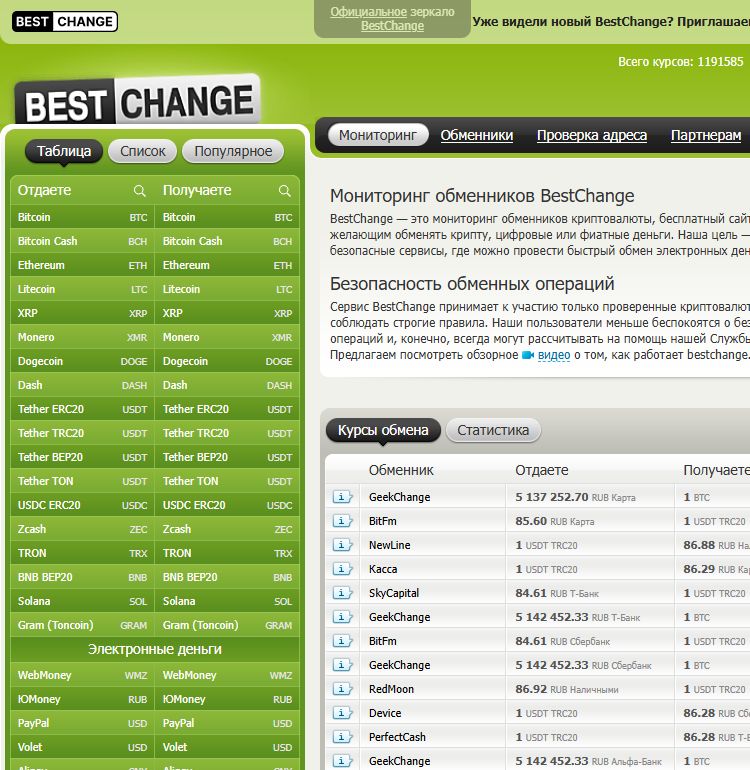 BEST CHANGE
Официальное зеркало
BestChange
Уже видели новый BestChange? Приглашаем
Всего курсов: 1191585
BEST CHANGE
Мониторинг Обменники Проверка адреса Партнерам
Таблица Список Популярное
Отдаете Получаете
Bitcoin BTC Bitcoin BTC
Bitcoin Cash BCH Bitcoin Cash BCH
Ethereum ETH Ethereum ETH
Litecoin LTC Litecoin LTC
XRP XRP XRP XRP
Monero XMR Monero XMR
Dogecoin DOGE Dogecoin DOGE
Dash DASH Dash DASH
Tether ERC20 USDT Tether ERC20 USDT
Tether TRC20 USDT Tether TRC20 USDT
Tether BEP20 USDT Tether BEP20 USDT
Tether TON USDT Tether TON USDT
USDC ERC20 USDC USDC ERC20 USDC
Zcash ZEC Zcash ZEC
TRON TRX TRON TRX
BNB BEP20 BNB BNB BEP20 BNB
Solana SOL Solana SOL
Gram (Toncoin) GRAM Gram (Toncoin) GRAM
Электронные деньги
WebMoney WMZ WebMoney WMZ
ЮMoney RUB ЮMoney RUB
PayPal USD PayPal USD
Volet USD Volet USD
Мониторинг обменников BestChange
BestChange — это мониторинг обменников криптовалюты, бесплатный сайт
желающим обменять крипту, цифровые или фиатные деньги. Наша цель —
безопасные сервисы, где можно провести быстрый обмен электронных ден
Безопасность обменных операций
Сервис BestChange принимает к участию только проверенные криптовалют
соблюдать строгие правила. Наши пользователи меньше беспокоятся о без
операций и, конечно, всегда могут рассчитывать на помощь нашей Службы
Предлагаем посмотреть обзорное видео о том, как работает bestchange.
Курсы обмена Статистика
Обменник Отдаете Получаете
GeekChange 5 137 252.70 RUB Карта 1 BTC
BitFm 85.60 RUB Карта 1 USDT TRC20
NewLine 1 USDT TRC20 86.88 RUB На
Касса 1 USDT TRC20 86.29 RUB Ка
SkyCapital 84.61 RUB Т-Банк 1 USDT TRC20
GeekChange 5 142 452.33 RUB Т-Банк 1 BTC
BitFm 84.61 RUB Сбербанк 1 USDT TRC20
GeekChange 5 142 452.33 RUB Сбербанк 1 BTC
RedMoon 86.92 RUB Наличными 1 USDT TRC20
Device 1 USDT TRC20 86.28 RUB Сб
PerfectCash 1 USDT TRC20 86.28 RUB Т-Б
GeekChange 5 142 452.33 RUB Альфа-Банк 1 BTC